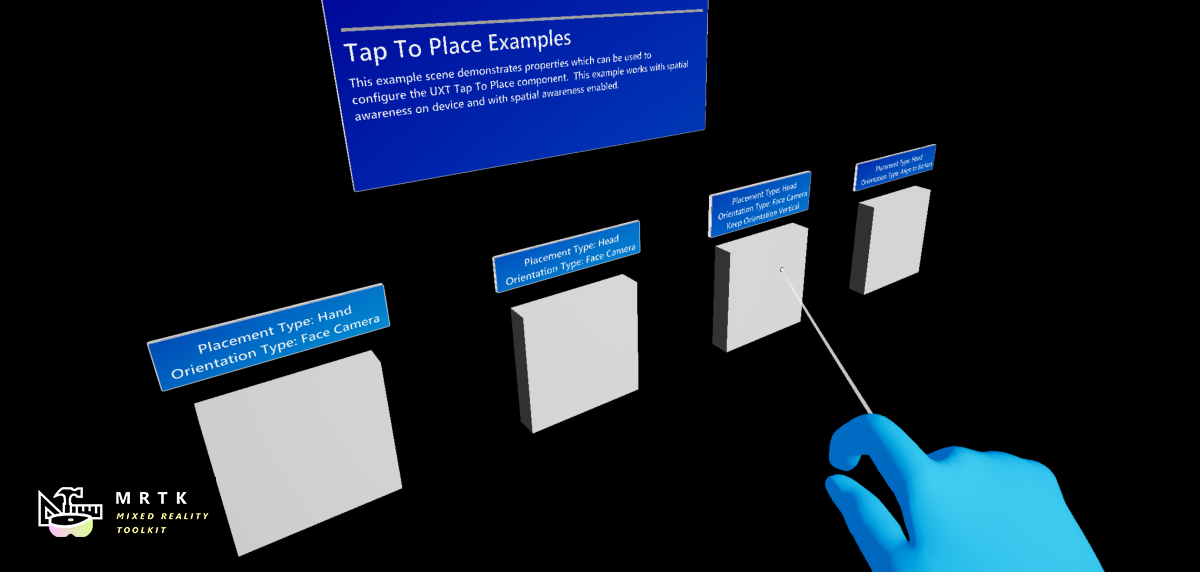 Tap To Place Examples
This example scene demonstrates properties which can be used to
configure the UXT Tap To Place component. This example works with spatial
awareness on device and with spatial awareness enabled.
Placement Type: Hand
Orientation Type: Face Camera
Placement Type: Head
Orientation Type: Face Camera
Placement Type: Head
Orientation Type: Face Camera
Keep Orientation Vertical
Placement Type: Head
Orientation Type: Align to Surface
MRTK
MIXED REALITY
TOOLKIT